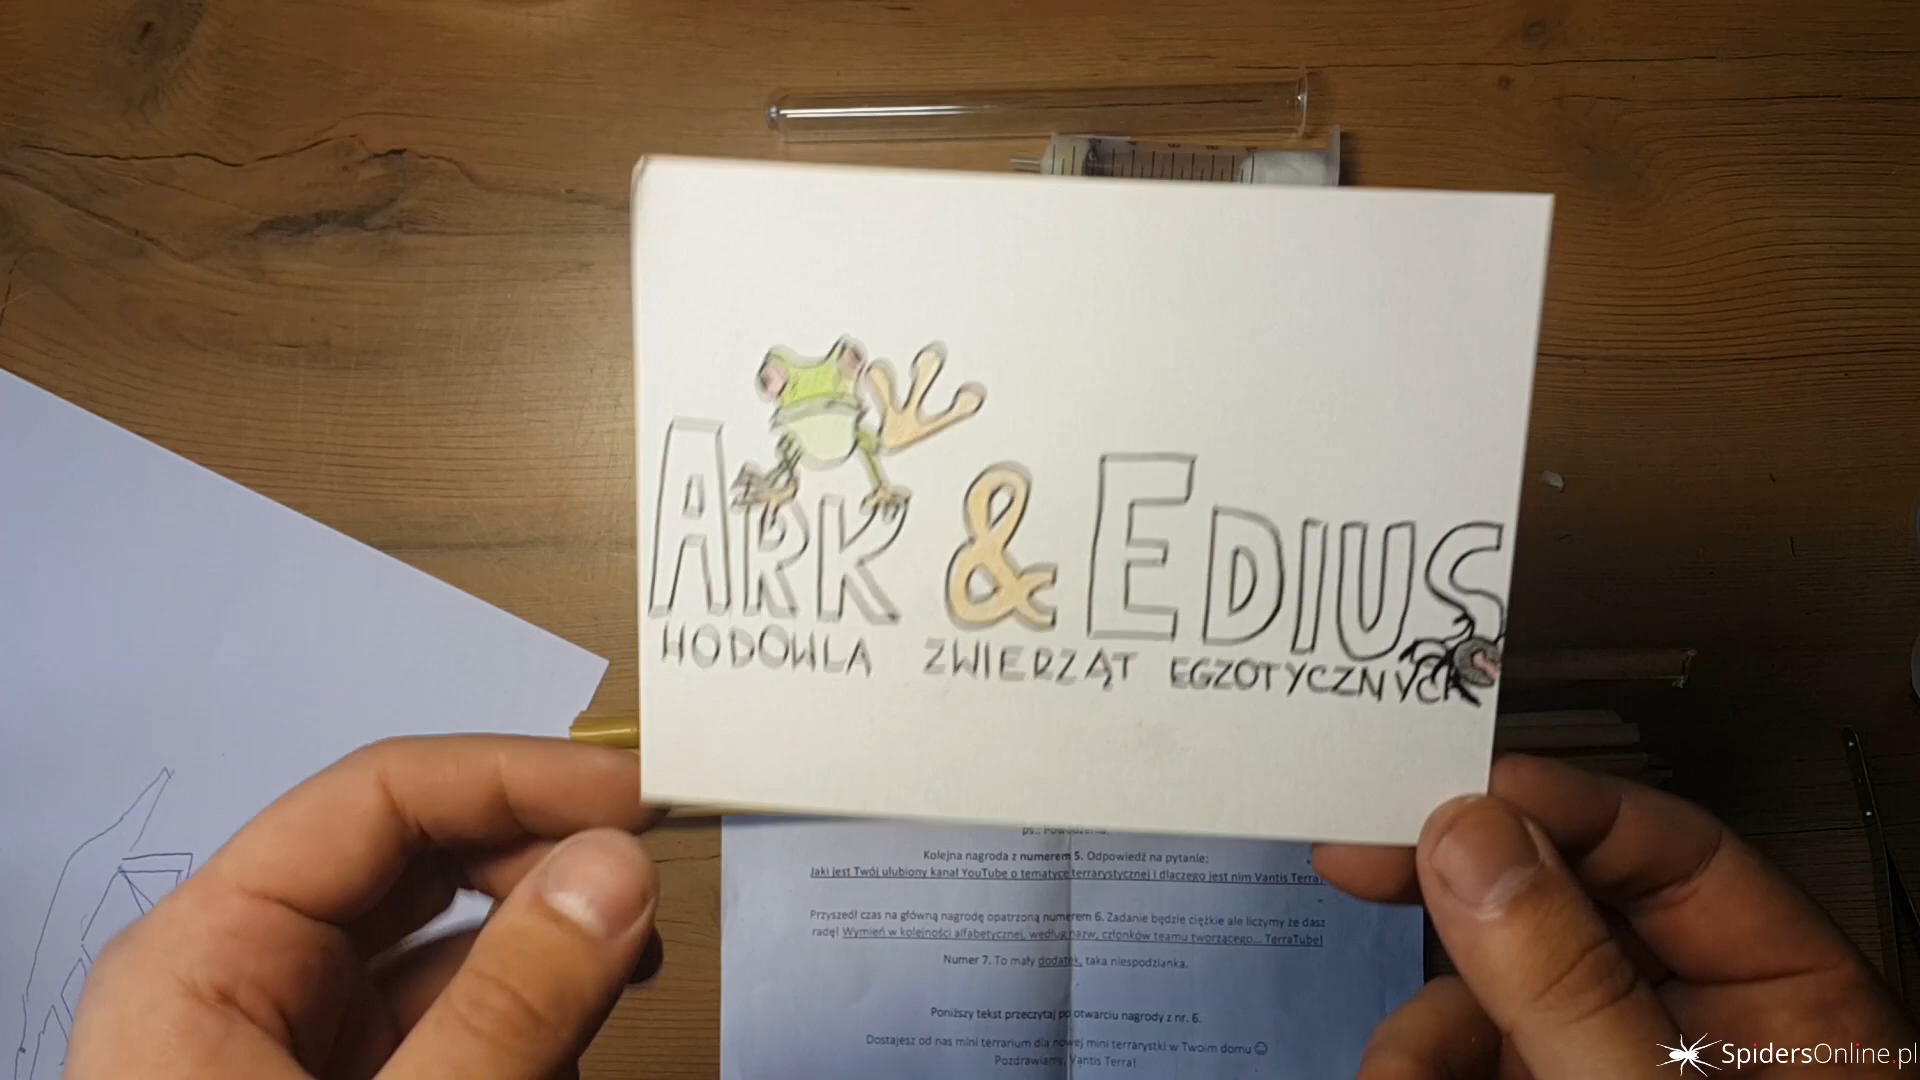 ARK & EDIUS
HODOWLA ZWIERZĄT EGZOTYCZNYCH
ps.: Powodzenia.
Kolejna nagroda z numerem 5. Odpowiedź na pytanie:
Jaki jest Twój ulubiony kanał YouTube o tematyce terrarystycznej i dlaczego jest nim Vantis Terra?
Przyszedł czas na główną nagrodę opatrzoną numerem 6. Zadanie będzie ciężkie ale liczymy że dasz
radę! Wymień w kolejności alfabetycznej, według nazw, członków teamu tworzącego... TerraTube!
Numer 7. To mały dodatek, taka niespodzianka.
Poniższy tekst przeczytaj po otwarciu nagrody z nr. 6.
Dostajesz od nas mini terrarium dla nowej mini terrarystki w Twoim domu☺
Pozdrawiamy, Vantis Terra!
SpidersOnline.pl